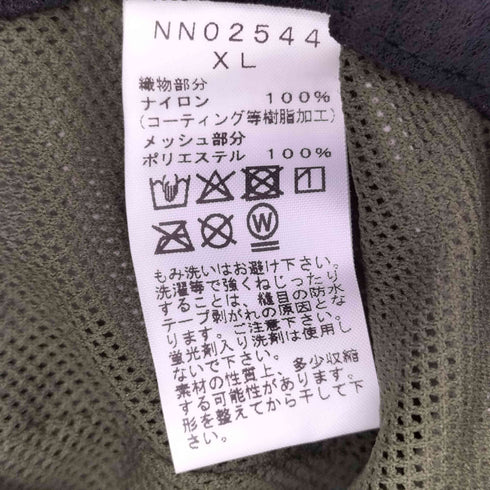 NN02544
XL
織物部分
ナイロン 100%
(コーティング等樹脂加工)
メッシュ部分
ポリエステル 100%
W
もみ洗いはお避け下さい。
洗濯等で強くねじったり
することは、縫目の防水
テープ剥がれの原因とな
ります。ご注意下さい。
蛍光剤入り洗剤は使用し
ないで下さい。
素材の性質上、多少収縮
する可能性があります。
形を整えてから干して下